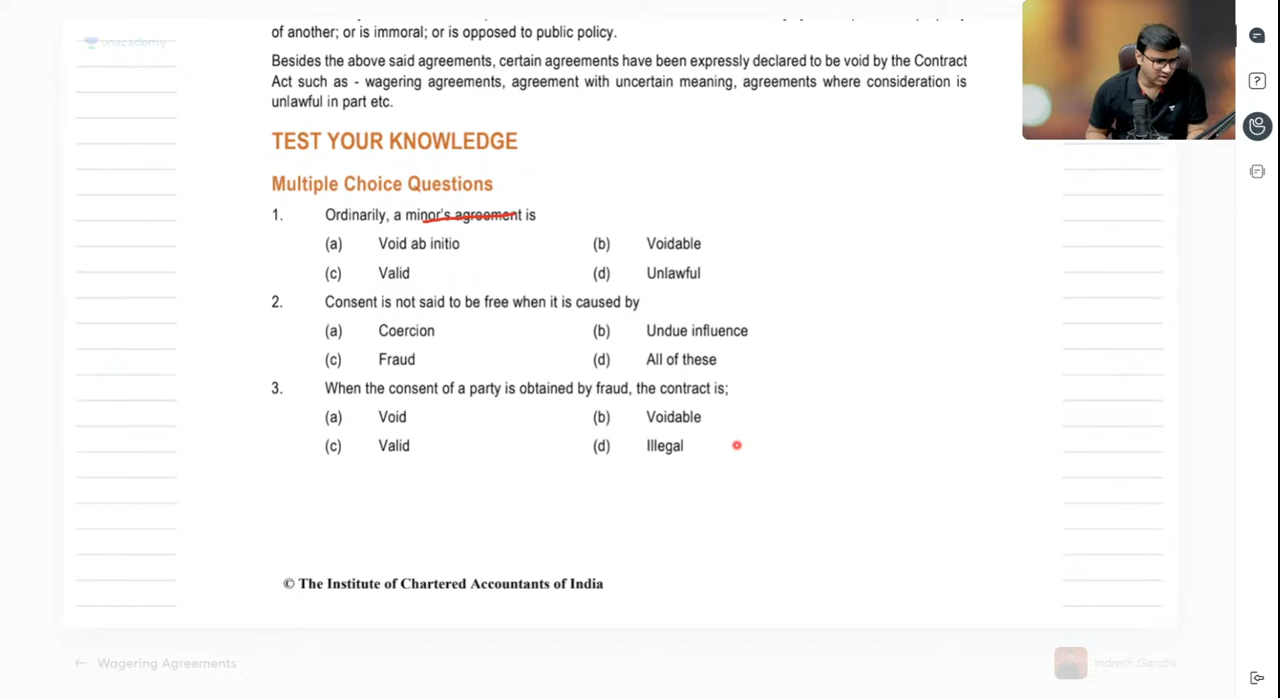 unacademy
of another; or is immoral; or is opposed to public policy.
Besides the above said agreements, certain agreements have been expressly declared to be void by the Contract
Act such as - wagering agreements, agreement with uncertain meaning, agreements where consideration is
unlawful in part etc.
TEST YOUR KNOWLEDGE
Multiple Choice Questions
1. Ordinarily, a minor's agreement is
(a) Void ab initio (b) Voidable
(c) Valid (d) Unlawful
2. Consent is not said to be free when it is caused by
(a) Coercion (b) Undue influence
(c) Fraud (d) All of these
3. When the consent of a party is obtained by fraud, the contract is;
(a) Void (b) Voidable
(c) Valid (d) Illegal
© The Institute of Chartered Accountants of India
Wagering Agreements
Indresh Gandhi